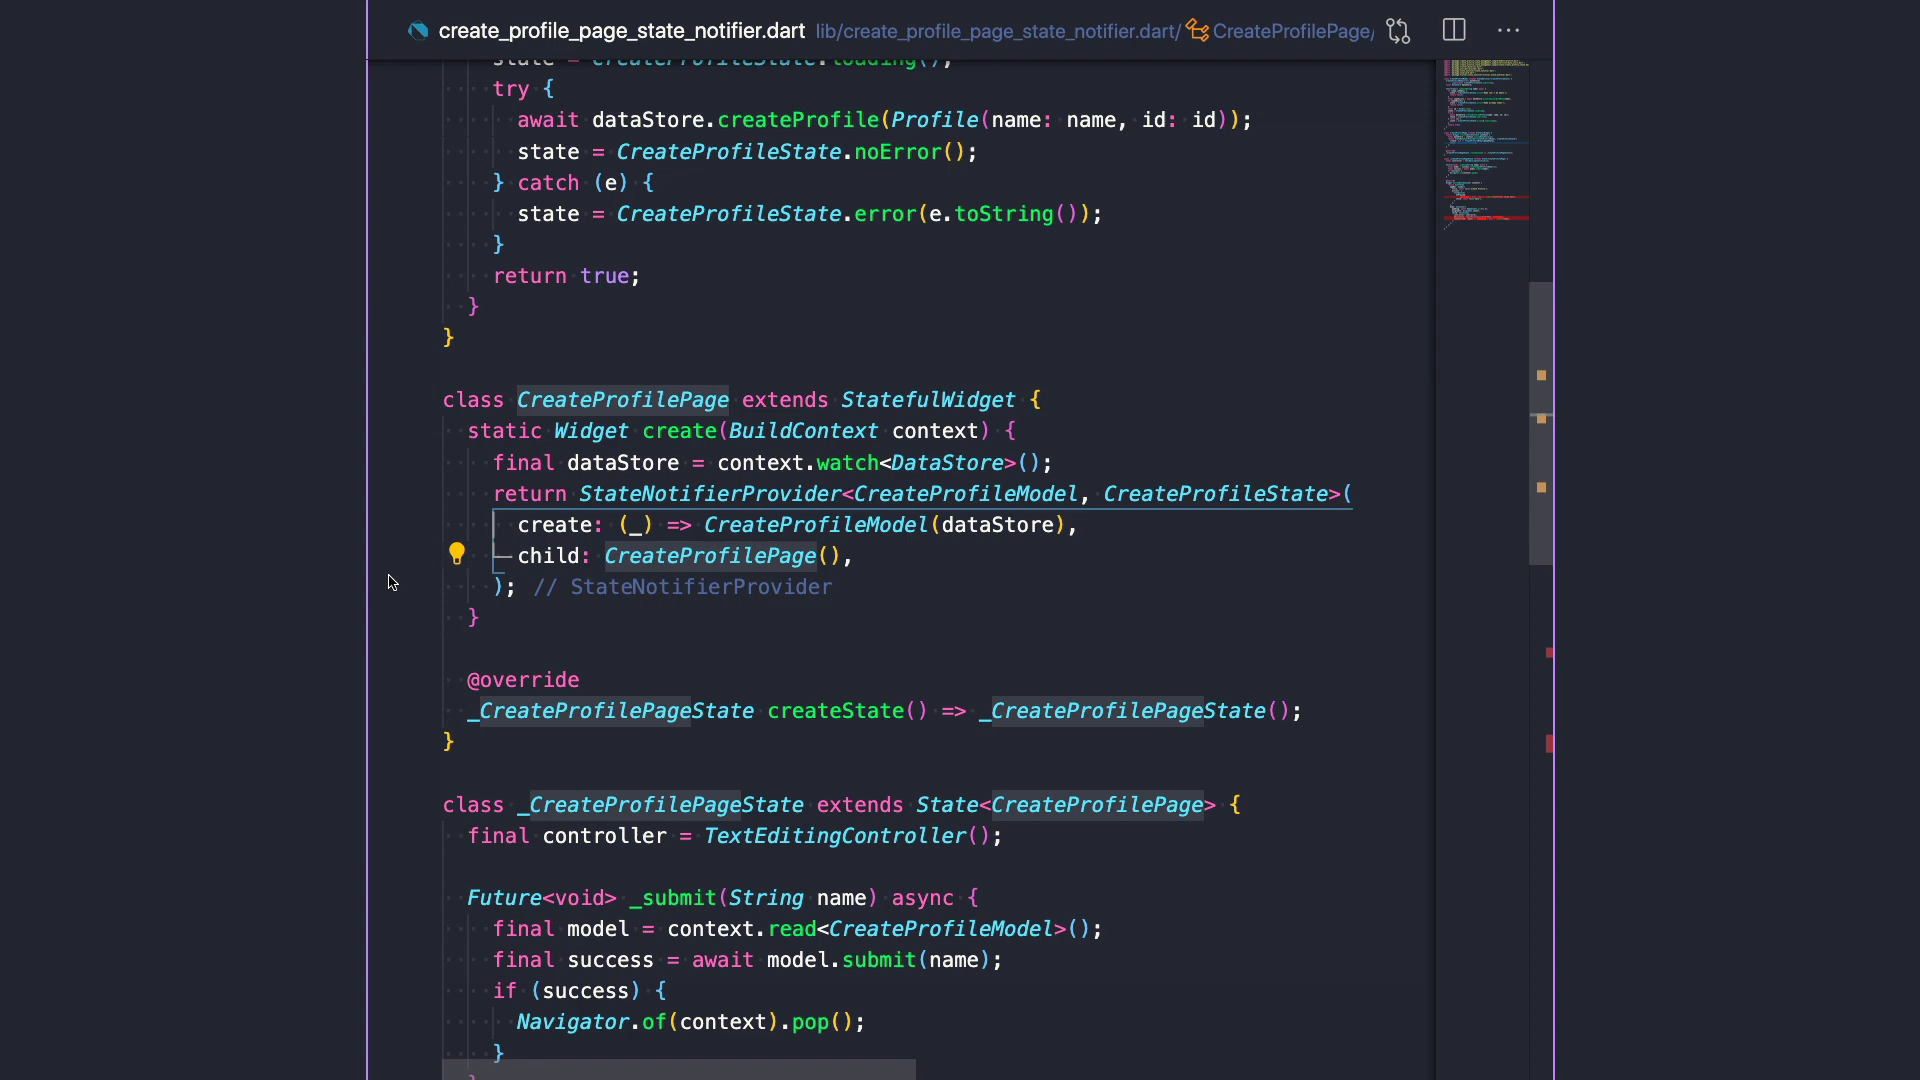 create_profile_page_state_notifier.dart lib/create_profile_page_state_notifier.dart/ CreateProfilePage/
state = CreateProfileState.loading();
try {
await dataStore.createProfile(Profile(name: name, id: id));
state = CreateProfileState.noError();
} catch (e) {
state = CreateProfileState.error(e.toString());
}
return true;
}
}
class CreateProfilePage extends StatefulWidget {
static Widget create(BuildContext context) {
final dataStore = context.watch<DataStore>();
return StateNotifierProvider<CreateProfileModel, CreateProfileState>(
create: (_) => CreateProfileModel(dataStore),
child: CreateProfilePage(),
); // StateNotifierProvider
}
@override
_CreateProfilePageState createState() => _CreateProfilePageState();
}
class _CreateProfilePageState extends State<CreateProfilePage> {
final controller = TextEditingController();
Future<void> _submit(String name) async {
final model = context.read<CreateProfileModel>();
final success = await model.submit(name);
if (success) {
Navigator.of(context).pop();
}
}